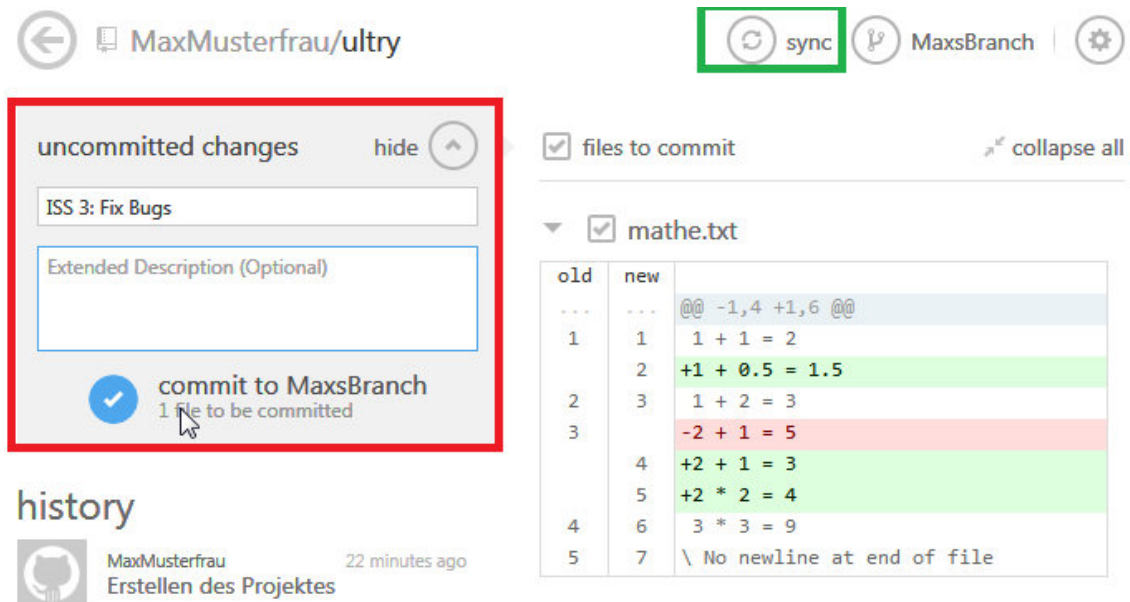 MaxMusterfrau/ultry
sync
MaxsBranch
uncommitted changes hide
ISS 3: Fix Bugs
Extended Description (Optional)
commit to MaxsBranch
1 file to be committed
history
MaxMusterfrau 22 minutes ago
Erstellen des Projektes
files to commit collapse all
mathe.txt
old new
... ... @@ -1,4 +1,6 @@
1 1 1 + 1 = 2
2 +1 + 0.5 = 1.5
2 3 1 + 2 = 3
3 -2 + 1 = 5
4 +2 + 1 = 3
5 +2 * 2 = 4
4 6 3 * 3 = 9
5 7 \ No newline at end of file